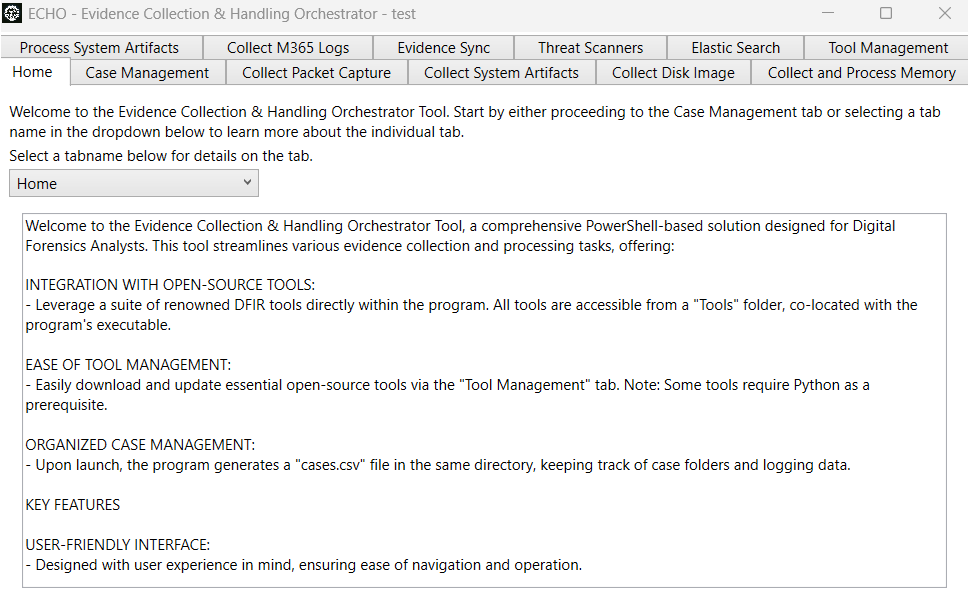 ECHO - Evidence Collection & Handling Orchestrator - test
Process System Artifacts
Collect M365 Logs
Evidence Sync
Threat Scanners
Elastic Search
Tool Management
Home
Case Management
Collect Packet Capture
Collect System Artifacts
Collect Disk Image
Collect and Process Memory
Welcome to the Evidence Collection & Handling Orchestrator Tool. Start by either proceeding to the Case Management tab or selecting a tab
name in the dropdown below to learn more about the individual tab.
Select a tabname below for details on the tab.
Home
Welcome to the Evidence Collection & Handling Orchestrator Tool, a comprehensive PowerShell-based solution designed for Digital
Forensics Analysts. This tool streamlines various evidence collection and processing tasks, offering:
INTEGRATION WITH OPEN-SOURCE TOOLS:
- Leverage a suite of renowned DFIR tools directly within the program. All tools are accessible from a "Tools" folder, co-located with the
program's executable.
EASE OF TOOL MANAGEMENT:
- Easily download and update essential open-source tools via the "Tool Management" tab. Note: Some tools require Python as a
prerequisite.
ORGANIZED CASE MANAGEMENT:
- Upon launch, the program generates a "cases.csv" file in the same directory, keeping track of case folders and logging data.
KEY FEATURES
USER-FRIENDLY INTERFACE:
- Designed with user experience in mind, ensuring ease of navigation and operation.